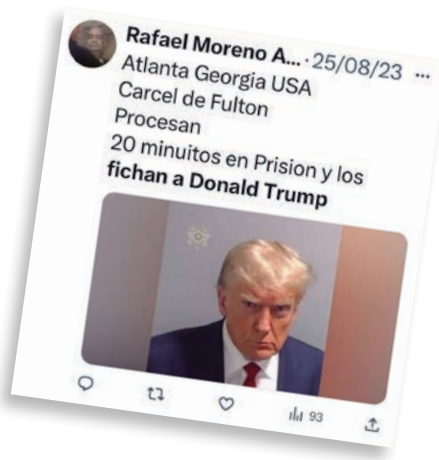 Rafael Moreno A... · 25/08/23 ...
Atlanta Georgia USA
Carcel de Fulton
Procesan
20 minuitos en Prision y los
fichan a Donald Trump
93